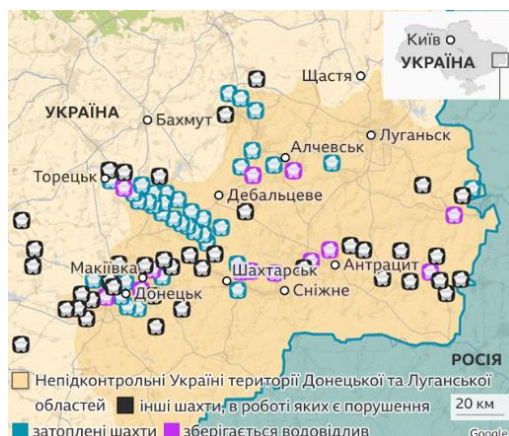 Київ
УКРАЇНА
Щастя
УКРАЇНА
Бахмут
Луганськ
Алчевськ
Торецьк
Дебальцеве
Макіївка
Шахтарськ
Антрацит
Донецьк
Сніжне
РОСІЯ
Непідконтрольні Україні території Донецької та Луганської
областей інші шахти, в роботі яких є порушення
20 км
затоплені шахти зберігається водовідлив
Google